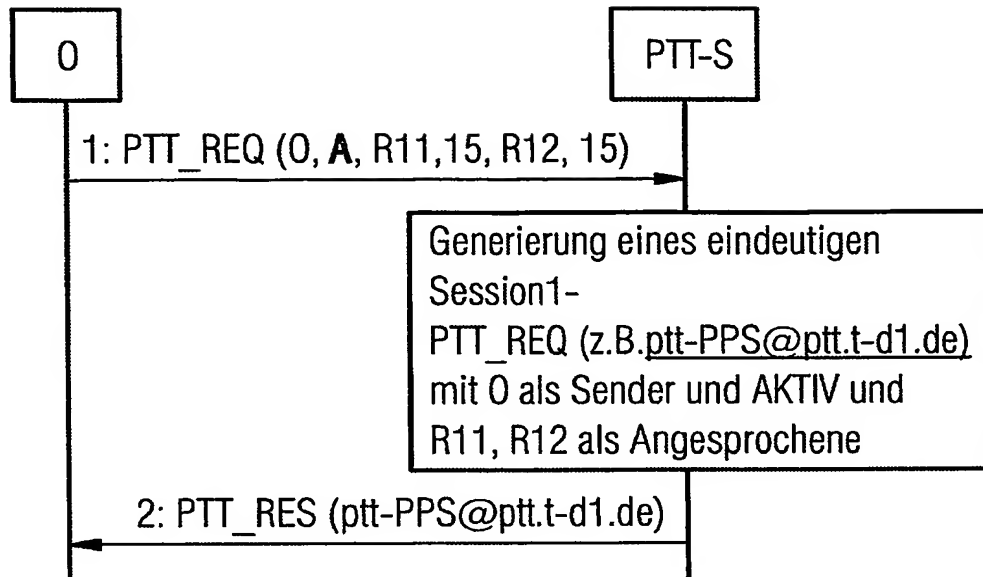 O
PTT-S
1: PTT_REQ (O, A, R11,15, R12, 15)
Generierung eines eindeutigen
Session1-
PTT_REQ (z.B.ptt-PPS@ptt.t-d1.de)
mit O als Sender und AKTIV und
R11, R12 als Angesprochene
2: PTT_RES (ptt-PPS@ptt.t-d1.de)